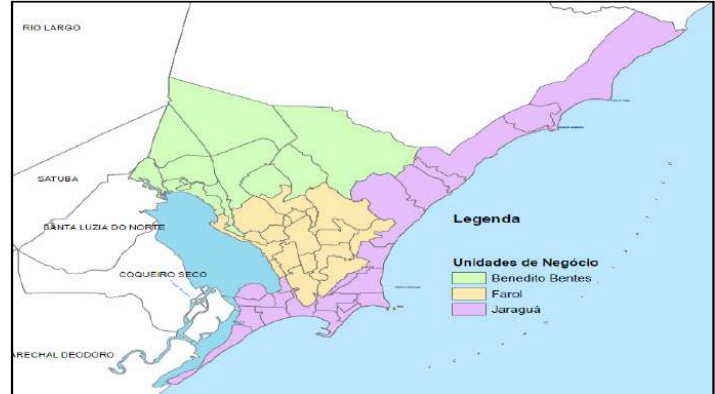 RIO LARGO
SATUBA
SANTA LUZIA DO NORTE
COQUEIRO SECO
ARECHAL DEODORO
Legenda
Unidades de Negócio
Benedito Bentes
Farol
Jaraguá